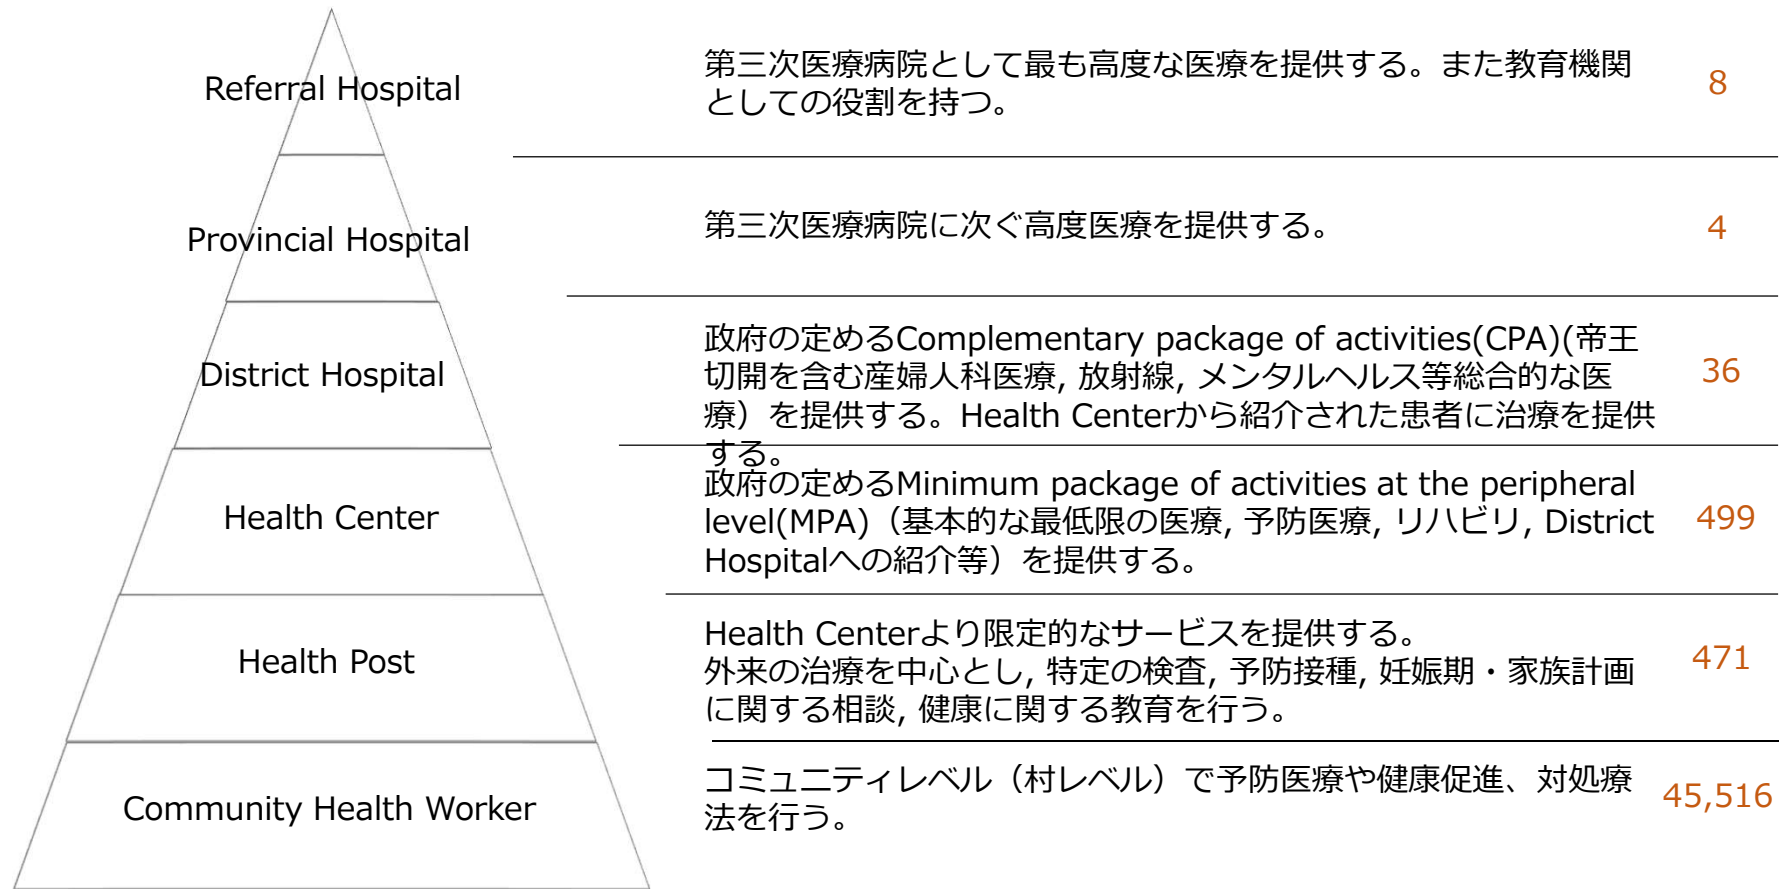 Referral Hospital
第三次医療病院として最も高度な医療を提供する。また教育機関
としての役割を持つ。
8
Provincial Hospital
第三次医療病院に次ぐ高度医療を提供する。
4
District Hospital
政府の定めるComplementary package of activities(CPA)(帝王
切開を含む産婦人科医療, 放射線, メンタルヘルス等総合的な医
療）を提供する。Health Centerから紹介された患者に治療を提供
する。
36
Health Center
政府の定めるMinimum package of activities at the peripheral
level(MPA)（基本的な最低限の医療, 予防医療, リハビリ, District
Hospitalへの紹介等）を提供する。
499
Health Post
Health Centerより限定的なサービスを提供する。
外来の治療を中心とし, 特定の検査, 予防接種, 妊娠期・家族計画
に関する相談, 健康に関する教育を行う。
471
Community Health Worker
コミュニティレベル（村レベル）で予防医療や健康促進、対処療
法を行う。
45,516